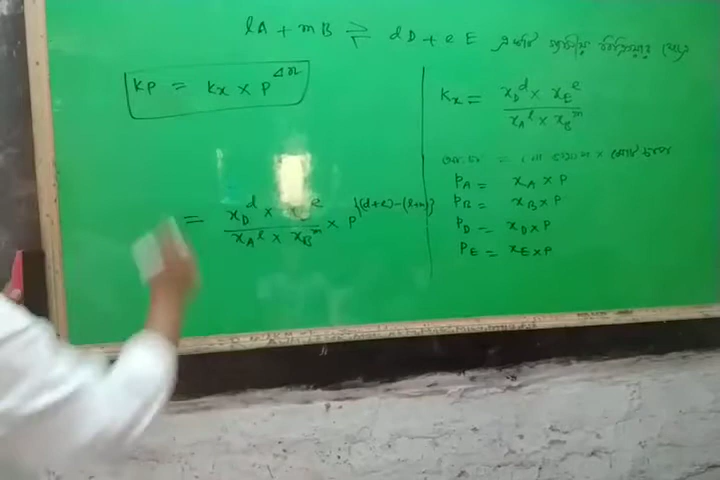 lA + mB ⇌ dD + eE একটি
KP = Kx × P^Δn
= x_D^d × x_E^e / x_A^l × x_B^m × P^{(d+e)-(l+m)}
Kx = x_D^d × x_E^e / x_A^l × x_B^m
P_A = x_A × P
P_B = x_B × P
P_D = x_D × P
P_E = x_E × P